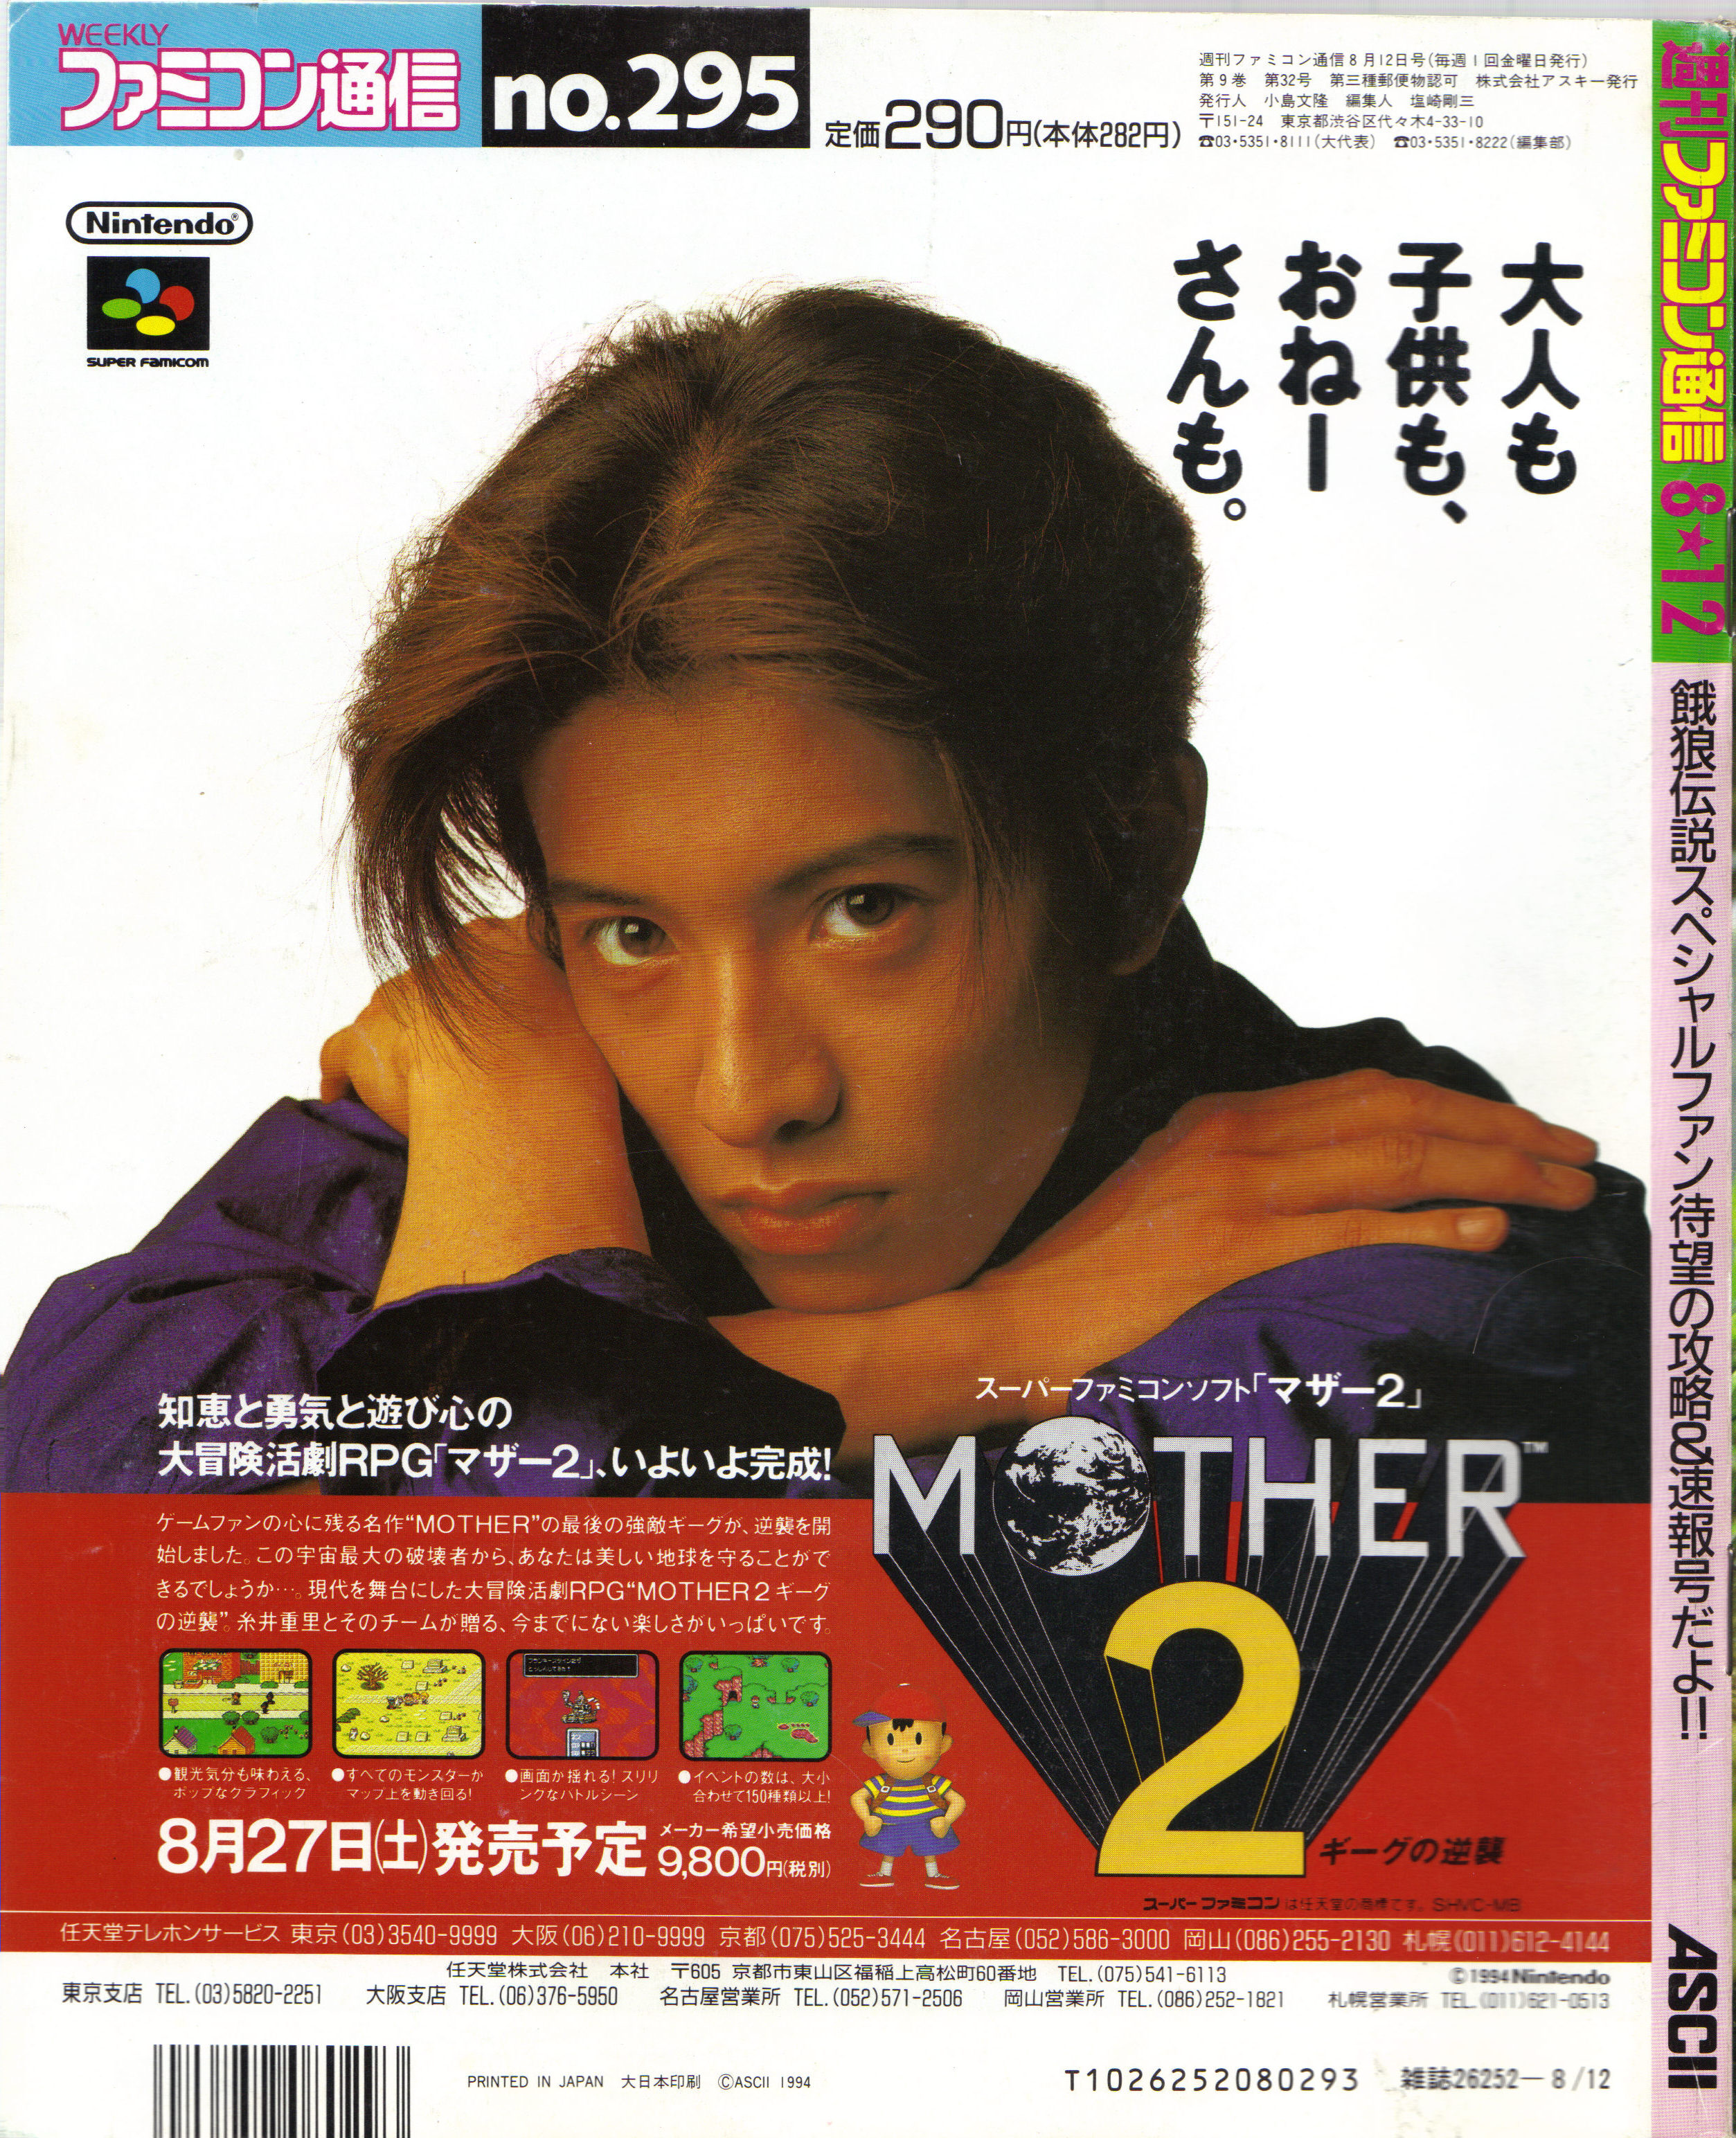 WEEKLY
ファミコン通信
no.295
定価290円(本体282円)
週刊ファミコン通信8月12日号(毎週1回金曜日発行)
第9巻 第32号 第三種郵便物認可 株式会社アスキー発行
発行人 小島文隆 編集人 塩崎剛三
〒151-24 東京都渋谷区代々木4-33-10
☎03・5351・8111(大代表) ☎03・5351・8222(編集部)
Nintendo®
SUPER FAMICOM
大人も
子供も、
おねー
さんも。
知恵と勇気と遊び心の
大冒険活劇RPG「マザー2」、いよいよ完成!
ゲームファンの心に残る名作“MOTHER”の最後の強敵ギーグが、逆襲を開
始しました。この宇宙最大の破壊者から、あなたは美しい地球を守ることがで
きるでしょうか…。現代を舞台にした大冒険活劇RPG“MOTHER2ギーグ
の逆襲”。糸井重里とそのチームが贈る、今までにない楽しさがいっぱいです。
●観光気分も味わえる、
ポップなグラフィック
●すべてのモンスターが
マップ上を動き回る!
●画面が揺れる! スリリ
ングなバトルシーン
●イベントの数は、大小
合わせて150種類以上!
8月27日(土)発売予定
メーカー希望小売価格
9,800円(税別)
スーパーファミコンソフト「マザー2」
MOTHER™
2
ギーグの逆襲
スーパーファミコンは任天堂の商標です。SHVC-MB
任天堂テレホンサービス 東京(03)3540-9999 大阪(06)210-9999 京都(075)525-3444 名古屋(052)586-3000 岡山(086)255-2130 札幌(011)612-4144
任天堂株式会社 本社 〒605 京都市東山区福稲上高松町60番地 TEL.(075)541-6113
©1994Nintendo
東京支店 TEL.(03)5820-2251 大阪支店 TEL.(06)376-5950 名古屋営業所 TEL.(052)571-2506 岡山営業所 TEL.(086)252-1821 札幌営業所 TEL.(011)621-0513
PRINTED IN JAPAN 大日本印刷 ©ASCII 1994
T1026252080293
雑誌26252-8/12
週刊ファミコン通信 8★12
餓狼伝説スペシャルファン待望の攻略&速報号だよ!!
ASCII